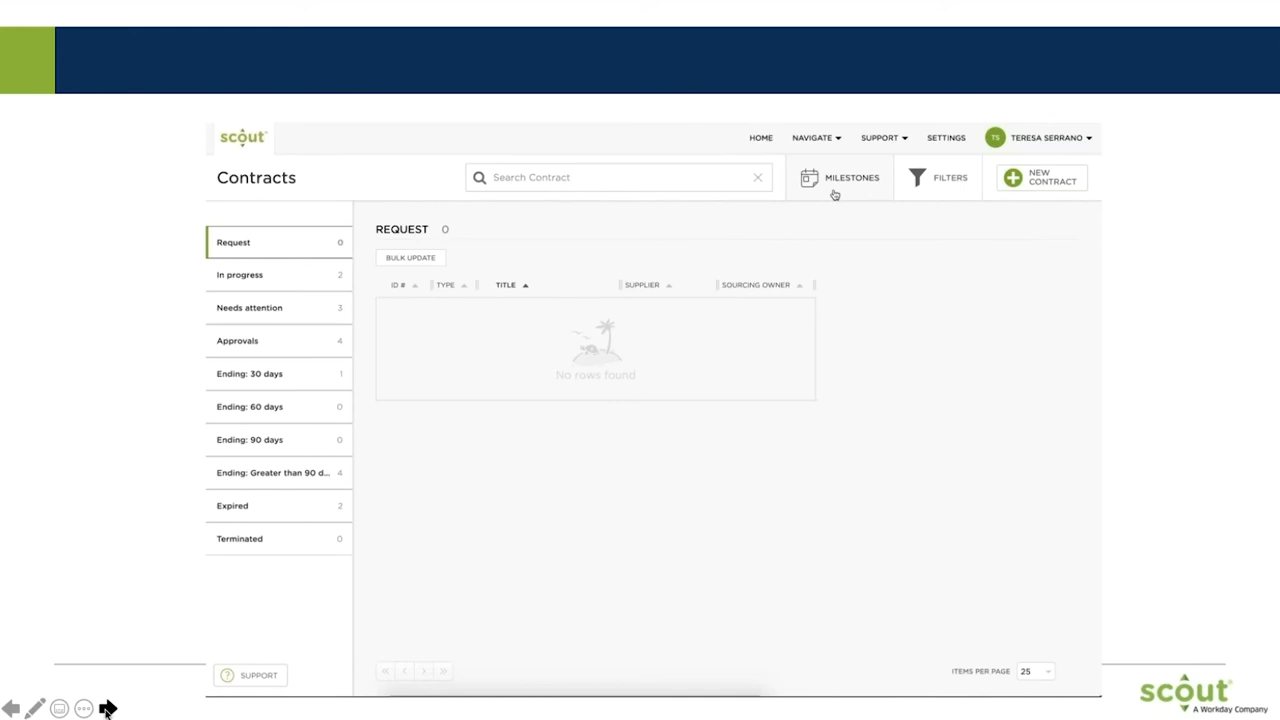 scout
HOME NAVIGATE SUPPORT SETTINGS TS TERESA SERRANO
Contracts
Search Contract
MILESTONES
FILTERS
NEW
CONTRACT
Request 0
In progress 2
Needs attention 3
Approvals 4
Ending: 30 days 1
Ending: 60 days 0
Ending: 90 days 0
Ending: Greater than 90 d... 4
Expired 2
Terminated 0
SUPPORT
REQUEST 0
BULK UPDATE
ID # TYPE TITLE SUPPLIER SOURCING OWNER
No rows found
ITEMS PER PAGE 25
scout
A Workday Company